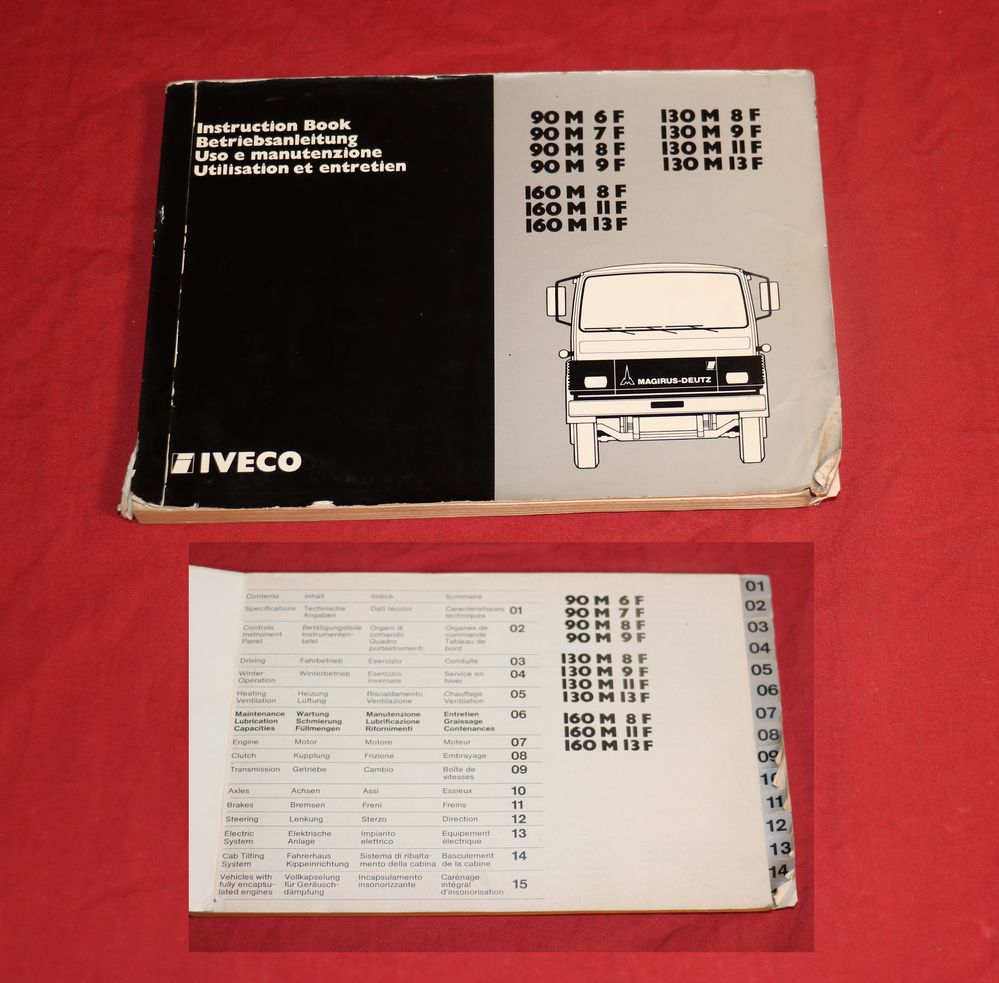 Instruction Book
Betriebsanleitung
Uso e manutenzione
Utilisation et entretien
90 M 6 F
90 M 7 F
90 M 8 F
90 M 9 F
130 M 8 F
130 M 9 F
130 M 11 F
130 M 13 F
160 M 8 F
160 M 11 F
160 M 13 F
MAGIRUS-DEUTZ
IVECO
Contents Inhalt Indice Sommaire
Specifications Technische Dati tecnici Caractéristiques 01
Angaben techniques
Controls Betätigungsteile Organi di Organes de 02
Instrument Instrumenten- comando commande
Panel tafel Quadro Tableau de
portastrumenti bord
Driving Fahrbetrieb Esercizio Conduite 03
Winter Winterbetrieb Esercizio Service en 04
Operation invernale hiver
Heating Heizung Riscaldamento Chauffage 05
Ventilation Lüftung Ventilazione Ventilation
Maintenance Wartung Manutenzione Entretien 06
Lubrication Schmierung Lubrificazione Graissage
Capacities Füllmengen Rifornimenti Contenances
Engine Motor Motore Moteur 07
Clutch Kupplung Frizione Embrayage 08
Transmission Getriebe Cambio Boîte de 09
vitesses
Axles Achsen Assi Essieux 10
Brakes Bremsen Freni Freins 11
Steering Lenkung Sterzo Direction 12
Electric Elektrische Impianto Equipement 13
System Anlage elettrico électrique
Cab Tilting Fahrerhaus Sistema di ribalta- Basculement 14
System Kippeinrichtung mento della cabina de la cabine
Vehicles with Vollkapselung Incapsulamento Carénage 15
fully encapsu- für Geräusch- insonorizzante intégral
lated engines dämpfung d'insonorisation
90 M 6 F
90 M 7 F
90 M 8 F
90 M 9 F
130 M 8 F
130 M 9 F
130 M 11 F
130 M 13 F
160 M 8 F
160 M 11 F
160 M 13 F
01
02
03
04
05
06
07
08
09
10
11
12
13
14